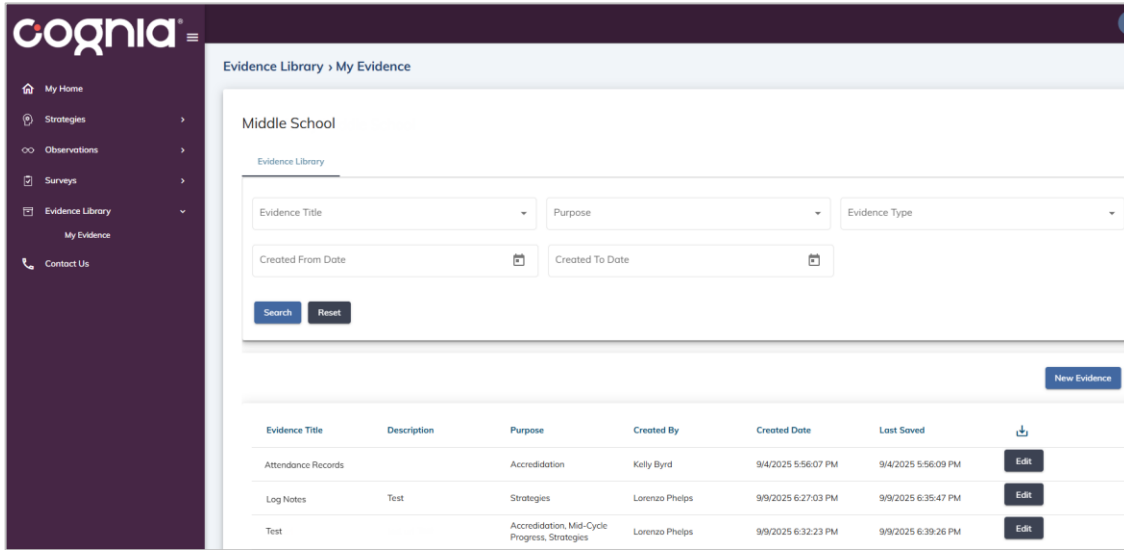 cognia
Evidence Library › My Evidence
My Home
Strategies
Observations
Surveys
Evidence Library
My Evidence
Contact Us
Middle School
Evidence Library
Evidence Title Purpose Evidence Type
Created From Date Created To Date
Search Reset
New Evidence
Evidence Title Description Purpose Created By Created Date Last Saved
Attendance Records Accredidation Kelly Byrd 9/4/2025 5:56:07 PM 9/4/2025 5:56:09 PM Edit
Log Notes Test Strategies Lorenzo Phelps 9/9/2025 6:27:03 PM 9/9/2025 6:35:47 PM Edit
Test Accredidation, Mid-Cycle Progress, Strategies Lorenzo Phelps 9/9/2025 6:32:23 PM 9/9/2025 6:39:26 PM Edit